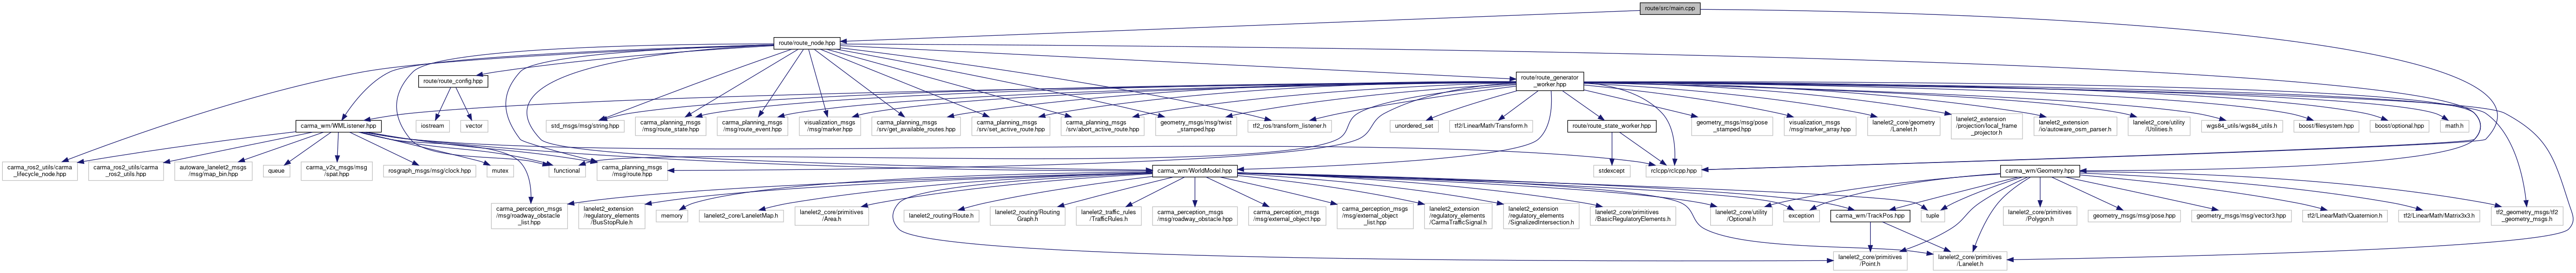 route/src/main.cpp
route/route_node.hpp
route/route_config.hpp
route/route_generator
_worker.hpp
carma_wm/WMListener.hpp
iostream
vector
std_msgs/msg/string.hpp
carma_planning_msgs
/msg/route_state.hpp
carma_planning_msgs
/msg/route_event.hpp
visualization_msgs
/msg/marker.hpp
carma_planning_msgs
/srv/get_available_routes.hpp
carma_planning_msgs
/srv/set_active_route.hpp
carma_planning_msgs
/srv/abort_active_route.hpp
geometry_msgs/msg/twist
_stamped.hpp
tf2_ros/transform_listener.h
unordered_set
tf2/LinearMath/Transform.h
route/route_state_worker.hpp
geometry_msgs/msg/pose
_stamped.hpp
visualization_msgs
/msg/marker_array.hpp
lanelet2_core/geometry
/Lanelet.h
lanelet2_extension
/projection/local_frame
_projector.h
lanelet2_extension
/io/autoware_osm_parser.h
lanelet2_core/utility
/Utilities.h
wgs84_utils/wgs84_utils.h
boost/filesystem.hpp
boost/optional.hpp
math.h
carma_ros2_utils/carma
_lifecycle_node.hpp
carma_ros2_utils/carma
_ros2_utils.hpp
autoware_lanelet2_msgs
/msg/map_bin.hpp
queue
carma_v2x_msgs/msg
/spat.hpp
rosgraph_msgs/msg/clock.hpp
mutex
functional
carma_planning_msgs
/msg/route.hpp
carma_wm/WorldModel.hpp
stdexcept
rclcpp/rclcpp.hpp
carma_wm/Geometry.hpp
carma_perception_msgs
/msg/roadway_obstacle
_list.hpp
lanelet2_extension
/regulatory_elements
/BusStopRule.h
memory
lanelet2_core/LaneletMap.h
lanelet2_core/primitives
/Area.h
lanelet2_routing/Route.h
lanelet2_routing/Routing
Graph.h
lanelet2_traffic_rules
/TrafficRules.h
carma_perception_msgs
/msg/roadway_obstacle.hpp
carma_perception_msgs
/msg/external_object.hpp
carma_perception_msgs
/msg/external_object
_list.hpp
lanelet2_extension
/regulatory_elements
/CarmaTrafficSignal.h
lanelet2_extension
/regulatory_elements
/SignalizedIntersection.h
lanelet2_core/primitives
/BasicRegulatoryElements.h
lanelet2_core/utility
/Optional.h
exception
carma_wm/TrackPos.hpp
tuple
lanelet2_core/primitives
/Polygon.h
geometry_msgs/msg/pose.hpp
geometry_msgs/msg/vector3.hpp
tf2/LinearMath/Quaternion.h
tf2/LinearMath/Matrix3x3.h
tf2_geometry_msgs/tf2
_geometry_msgs.h
lanelet2_core/primitives
/Point.h
lanelet2_core/primitives
/Lanelet.h